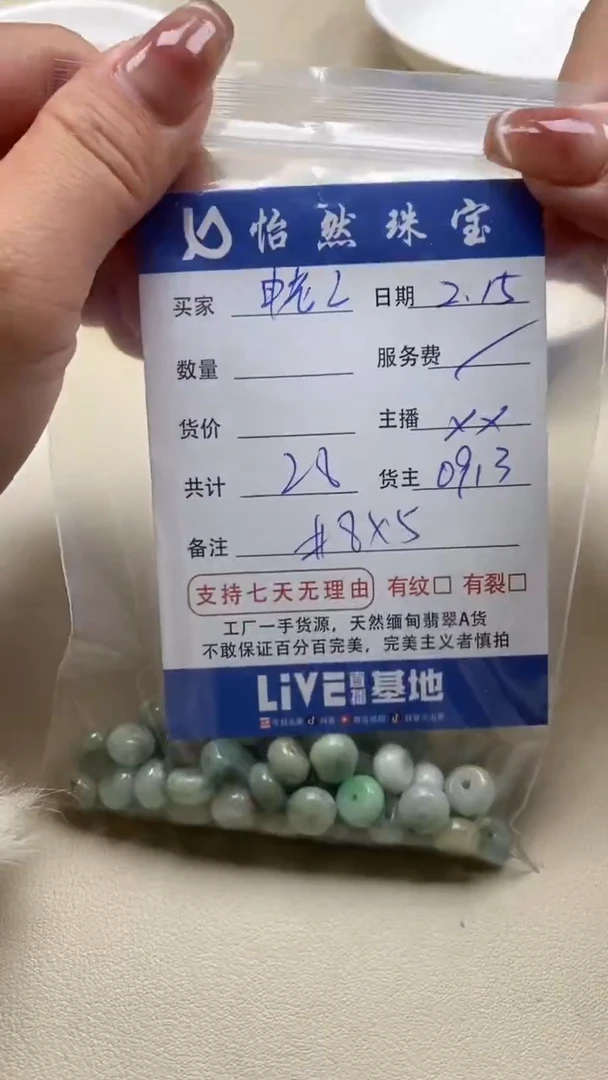 怡然珠宝
买家 申老2 日期 2.15
数量 服务费 /
货价 主播 XX
共计 28 货主 0913
备注 #8X5
支持七天无理由 有纹□ 有裂□
工厂一手货源，天然缅甸翡翠A货
不敢保证百分百完美，完美主义者慎拍
LiVE直播基地